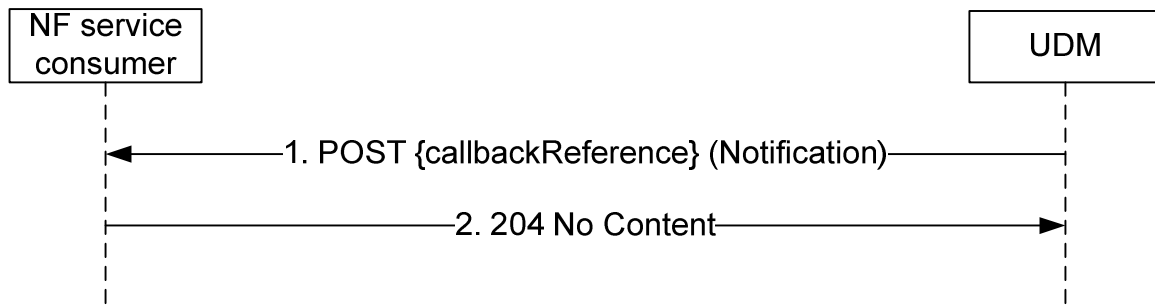 NF service
consumer
UDM
1. POST {callbackReference} (Notification)
2. 204 No Content